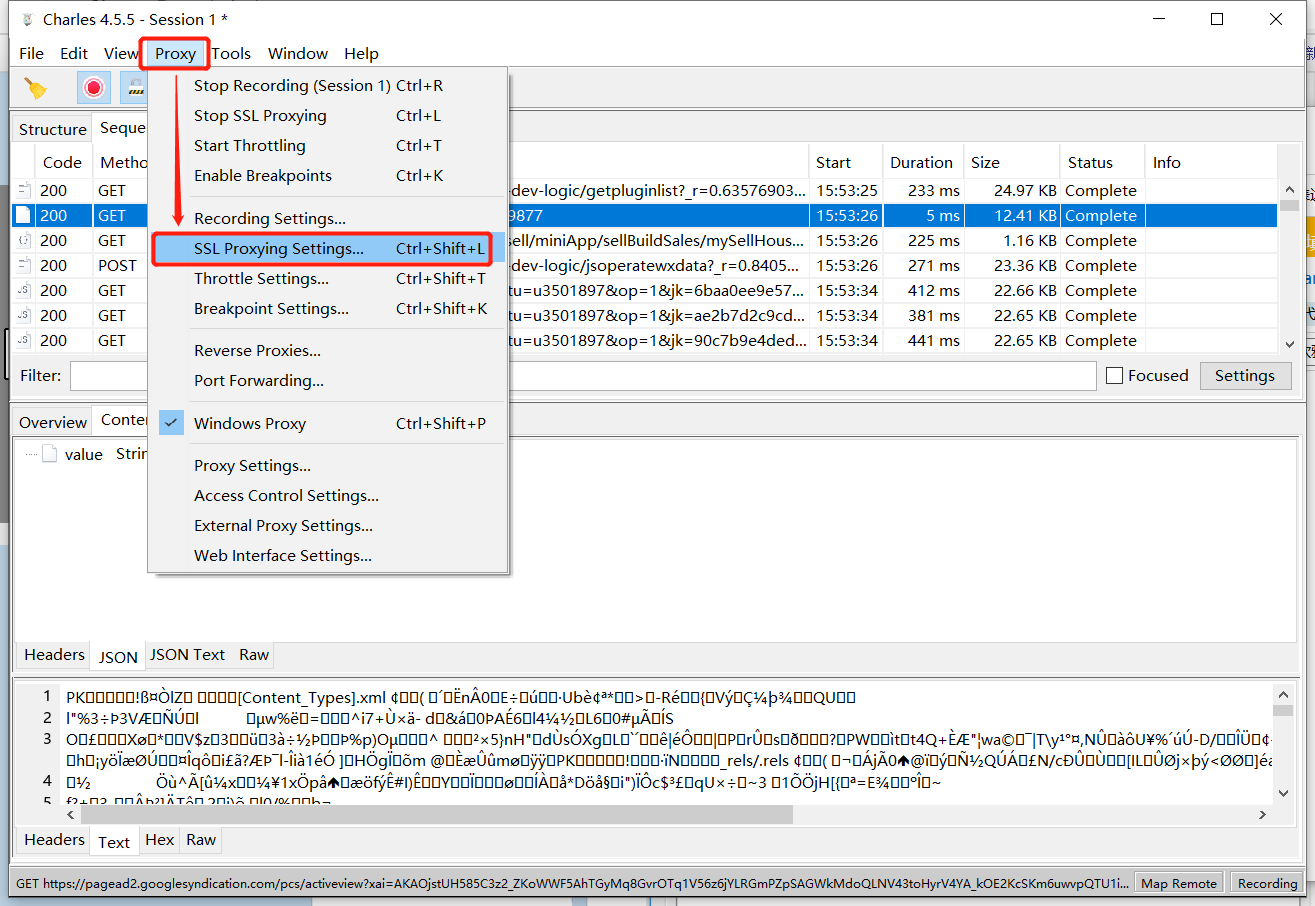 Charles 4.5.5 - Session 1 *
File Edit View Proxy Tools Window Help
Stop Recording (Session 1) Ctrl+R
Stop SSL Proxying Ctrl+L
Start Throttling Ctrl+T
Enable Breakpoints Ctrl+K
Recording Settings...
SSL Proxying Settings... Ctrl+Shift+L
Throttle Settings... Ctrl+Shift+T
Breakpoint Settings... Ctrl+Shift+K
Reverse Proxies...
Port Forwarding...
Windows Proxy Ctrl+Shift+P
Proxy Settings...
Access Control Settings...
External Proxy Settings...
Web Interface Settings...
Structure Seque
Code Metho Start Duration Size Status Info
200 GET -dev-logic/getpluginlist?_r=0.63576903... 15:53:25 233 ms 24.97 KB Complete
200 GET 9877 15:53:26 5 ms 12.41 KB Complete
200 GET sell/miniApp/sellBuildSales/mySellHous... 15:53:26 225 ms 1.16 KB Complete
200 POST -dev-logic/jsoperatewxdata?_r=0.8405... 15:53:26 271 ms 23.36 KB Complete
200 GET tu=u3501897&op=1&jk=6baa0ee9e57... 15:53:34 412 ms 22.66 KB Complete
200 GET tu=u3501897&op=1&jk=ae2b7d2c9cd... 15:53:34 381 ms 22.65 KB Complete
200 GET tu=u3501897&op=1&jk=90c7b9e4ded... 15:53:34 441 ms 22.65 KB Complete
Filter: Focused Settings
Overview Conter
value Strin
Headers JSON JSON Text Raw
1 [Content_Types].xml
2
3 _rels/.rels
4
5
Headers Text Hex Raw
GET https://pagead2.googlesyndication.com/pcs/activeview?xai=AKAOjstUH585C3z2_ZKoWWF5AhTGyMq8GvrOTq1V56z6jYLRGmPZpSAGWkMdoQLNV43toHyrV4YA_kOE2KcSKm6uwvpQTU1i... Map Remote Recording